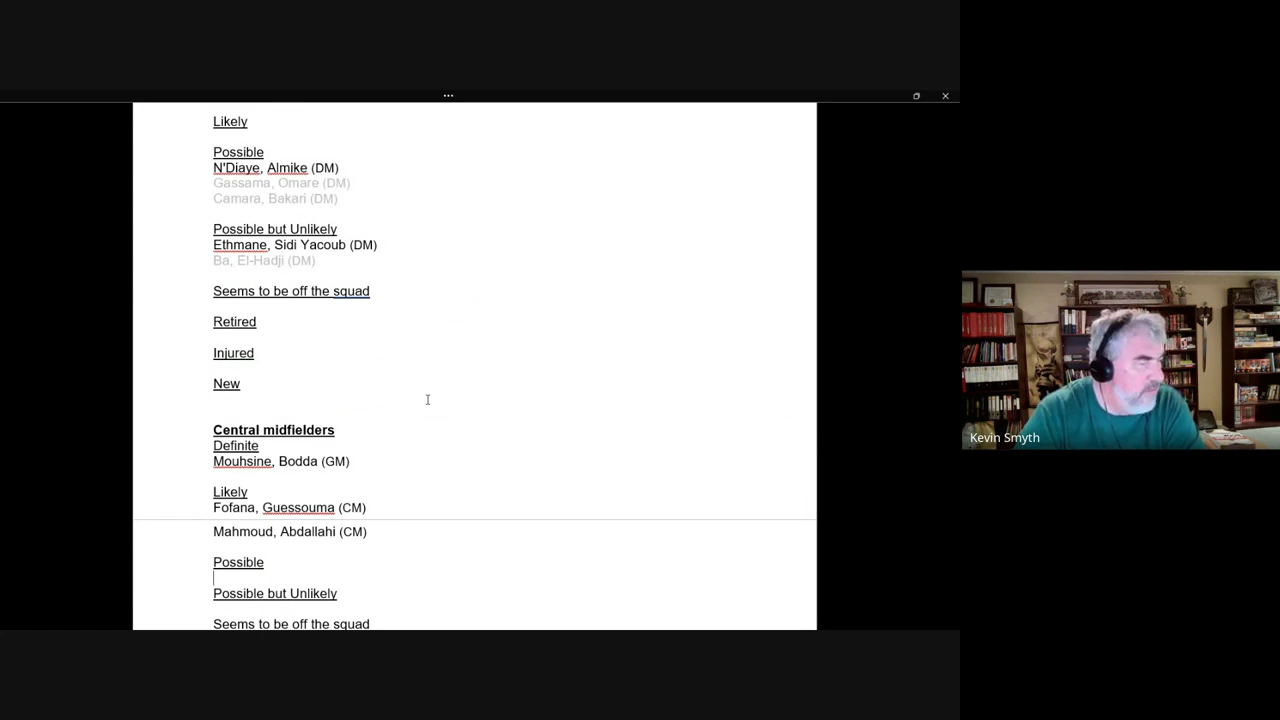 Likely
Possible
N'Diaye, Almike (DM)
Gassama, Omare (DM)
Camara, Bakari (DM)
Possible but Unlikely
Ethmane, Sidi Yacoub (DM)
Ba, El-Hadji (DM)
Seems to be off the squad
Retired
Injured
New
Central midfielders
Definite
Mouhsine, Bodda (GM)
Likely
Fofana, Guessouma (CM)
Mahmoud, Abdallahi (CM)
Possible
Possible but Unlikely
Seems to be off the squad
Kevin Smyth